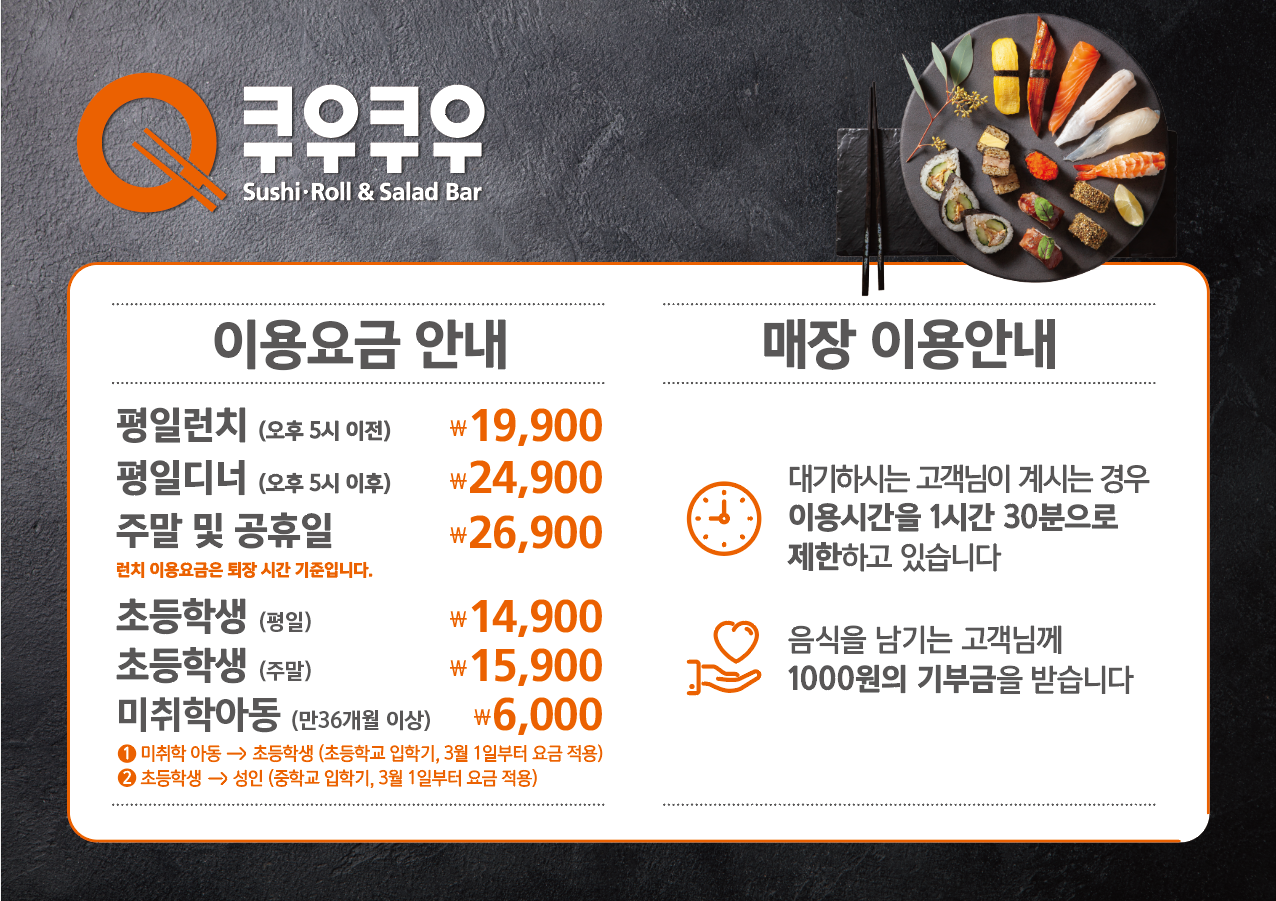 쿠우쿠우
Sushi·Roll & Salad Bar
이용요금 안내
평일런치 (오후 5시 이전) ₩19,900
평일디너 (오후 5시 이후) ₩24,900
주말 및 공휴일 ₩26,900
런치 이용요금은 퇴장 시간 기준입니다.
초등학생 (평일) ₩14,900
초등학생 (주말) ₩15,900
미취학아동 (만36개월 이상) ₩6,000
❶ 미취학 아동 → 초등학생 (초등학교 입학기, 3월 1일부터 요금 적용)
❷ 초등학생 → 성인 (중학교 입학기, 3월 1일부터 요금 적용)
매장 이용안내
대기하시는 고객님이 계시는 경우
이용시간을 1시간 30분으로
제한하고 있습니다
음식을 남기는 고객님께
1000원의 기부금을 받습니다